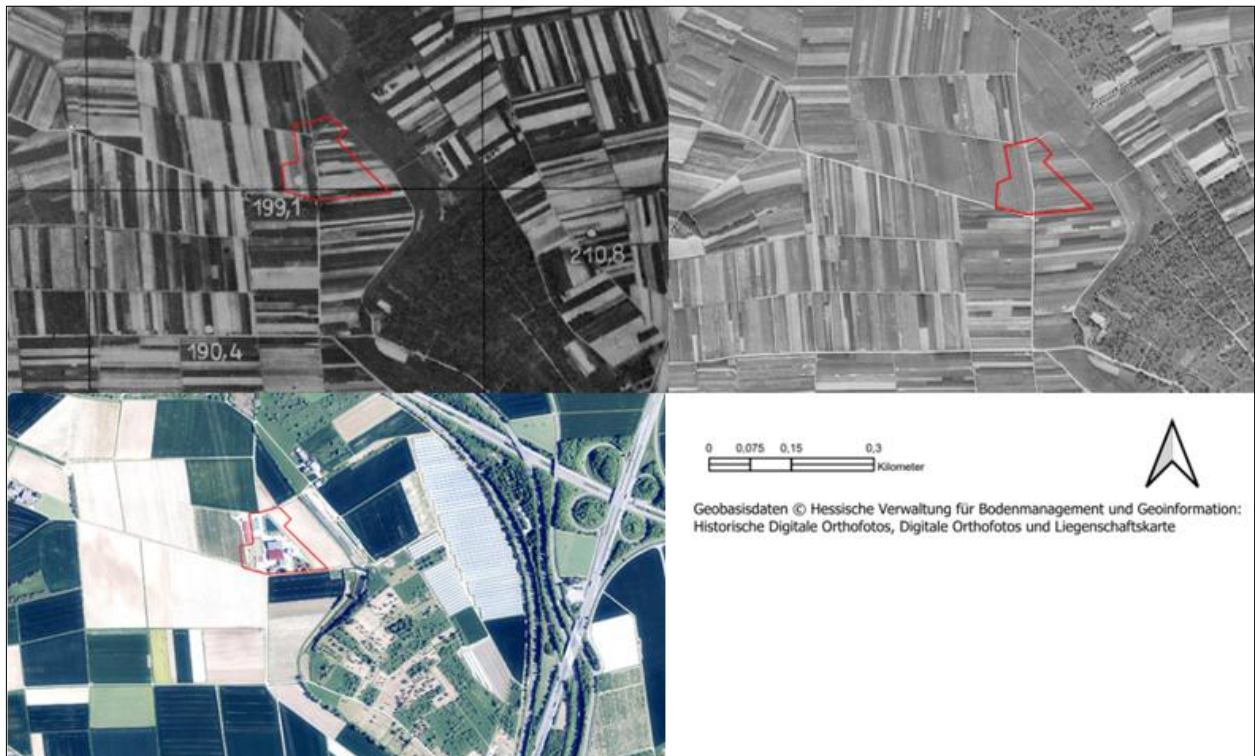 199,1
210,8
190,4
0 0,075 0,15 0,3
Kilometer
Geobasisdaten © Hessische Verwaltung für Bodenmanagement und Geoinformation:
Historische Digitale Orthofotos, Digitale Orthofotos und Liegenschaftskarte